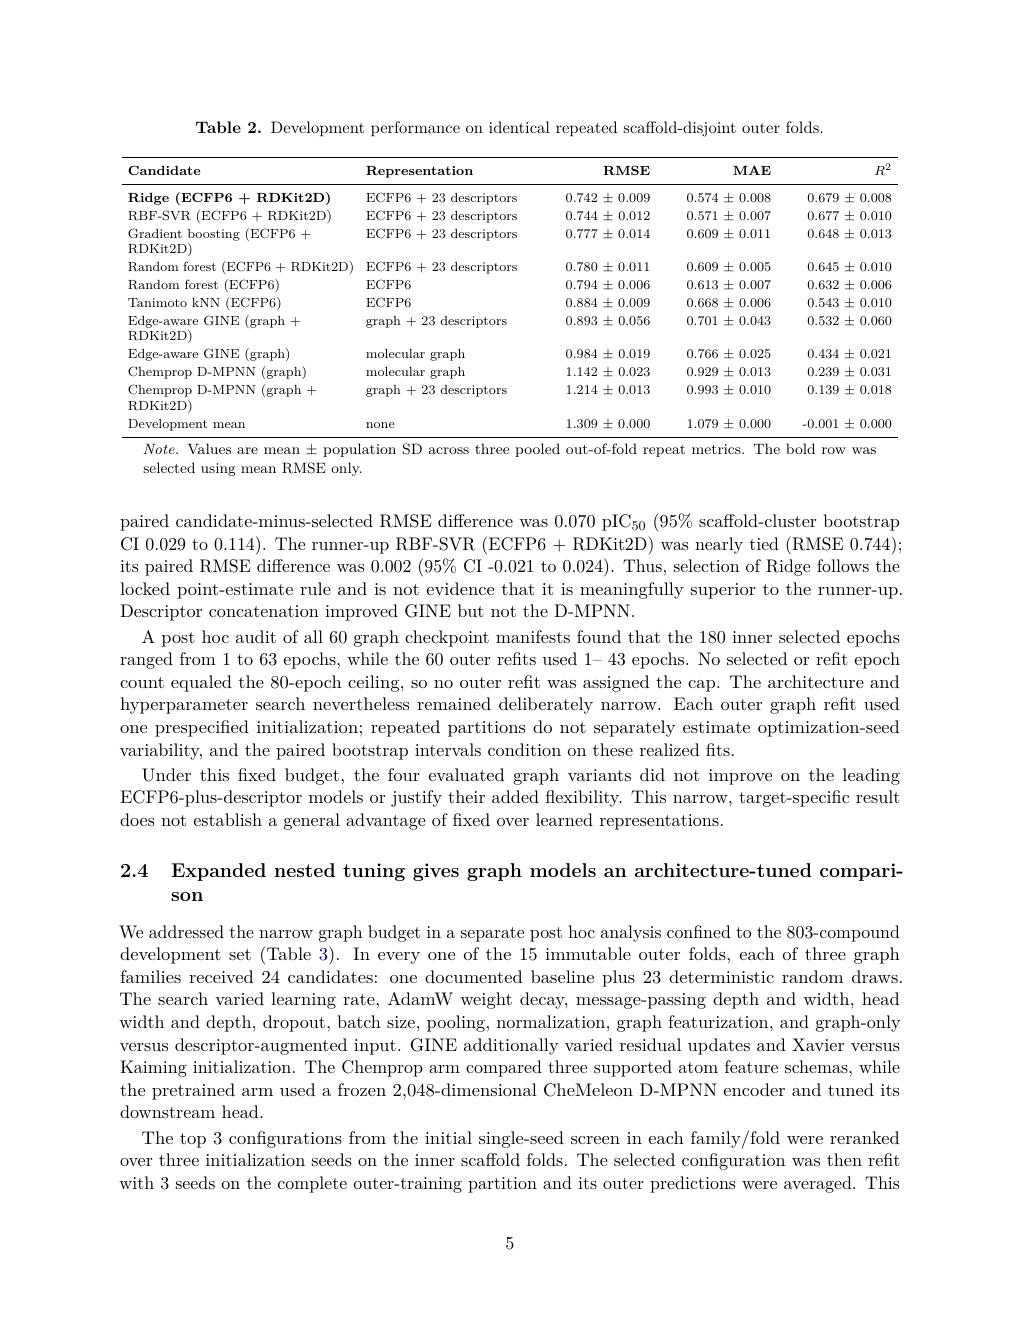 Table 2. Development performance on identical repeated scaffold-disjoint outer folds.
Candidate Representation RMSE MAE R²
Ridge (ECFP6 + RDKit2D) ECFP6 + 23 descriptors 0.742 ± 0.009 0.574 ± 0.008 0.679 ± 0.008
RBF-SVR (ECFP6 + RDKit2D) ECFP6 + 23 descriptors 0.744 ± 0.012 0.571 ± 0.007 0.677 ± 0.010
Gradient boosting (ECFP6 + ECFP6 + 23 descriptors 0.777 ± 0.014 0.609 ± 0.011 0.648 ± 0.013
RDKit2D)
Random forest (ECFP6 + RDKit2D) ECFP6 + 23 descriptors 0.780 ± 0.011 0.609 ± 0.005 0.645 ± 0.010
Random forest (ECFP6) ECFP6 0.794 ± 0.006 0.613 ± 0.007 0.632 ± 0.006
Tanimoto kNN (ECFP6) ECFP6 0.884 ± 0.009 0.668 ± 0.006 0.543 ± 0.010
Edge-aware GINE (graph + graph + 23 descriptors 0.893 ± 0.056 0.701 ± 0.043 0.532 ± 0.060
RDKit2D)
Edge-aware GINE (graph) molecular graph 0.984 ± 0.019 0.766 ± 0.025 0.434 ± 0.021
Chemprop D-MPNN (graph) molecular graph 1.142 ± 0.023 0.929 ± 0.013 0.239 ± 0.031
Chemprop D-MPNN (graph + graph + 23 descriptors 1.214 ± 0.013 0.993 ± 0.010 0.139 ± 0.018
RDKit2D)
Development mean none 1.309 ± 0.000 1.079 ± 0.000 -0.001 ± 0.000
Note. Values are mean ± population SD across three pooled out-of-fold repeat metrics. The bold row was
selected using mean RMSE only.
paired candidate-minus-selected RMSE difference was 0.070 pIC₅₀ (95% scaffold-cluster bootstrap
CI 0.029 to 0.114). The runner-up RBF-SVR (ECFP6 + RDKit2D) was nearly tied (RMSE 0.744);
its paired RMSE difference was 0.002 (95% CI -0.021 to 0.024). Thus, selection of Ridge follows the
locked point-estimate rule and is not evidence that it is meaningfully superior to the runner-up.
Descriptor concatenation improved GINE but not the D-MPNN.
A post hoc audit of all 60 graph checkpoint manifests found that the 180 inner selected epochs
ranged from 1 to 63 epochs, while the 60 outer refits used 1– 43 epochs. No selected or refit epoch
count equaled the 80-epoch ceiling, so no outer refit was assigned the cap. The architecture and
hyperparameter search nevertheless remained deliberately narrow. Each outer graph refit used
one prespecified initialization; repeated partitions do not separately estimate optimization-seed
variability, and the paired bootstrap intervals condition on these realized fits.
Under this fixed budget, the four evaluated graph variants did not improve on the leading
ECFP6-plus-descriptor models or justify their added flexibility. This narrow, target-specific result
does not establish a general advantage of fixed over learned representations.
2.4 Expanded nested tuning gives graph models an architecture-tuned compari-
son
We addressed the narrow graph budget in a separate post hoc analysis confined to the 803-compound
development set (Table 3). In every one of the 15 immutable outer folds, each of three graph
families received 24 candidates: one documented baseline plus 23 deterministic random draws.
The search varied learning rate, AdamW weight decay, message-passing depth and width, head
width and depth, dropout, batch size, pooling, normalization, graph featurization, and graph-only
versus descriptor-augmented input. GINE additionally varied residual updates and Xavier versus
Kaiming initialization. The Chemprop arm compared three supported atom feature schemas, while
the pretrained arm used a frozen 2,048-dimensional CheMeleon D-MPNN encoder and tuned its
downstream head.
The top 3 configurations from the initial single-seed screen in each family/fold were reranked
over three initialization seeds on the inner scaffold folds. The selected configuration was then refit
with 3 seeds on the complete outer-training partition and its outer predictions were averaged. This
5